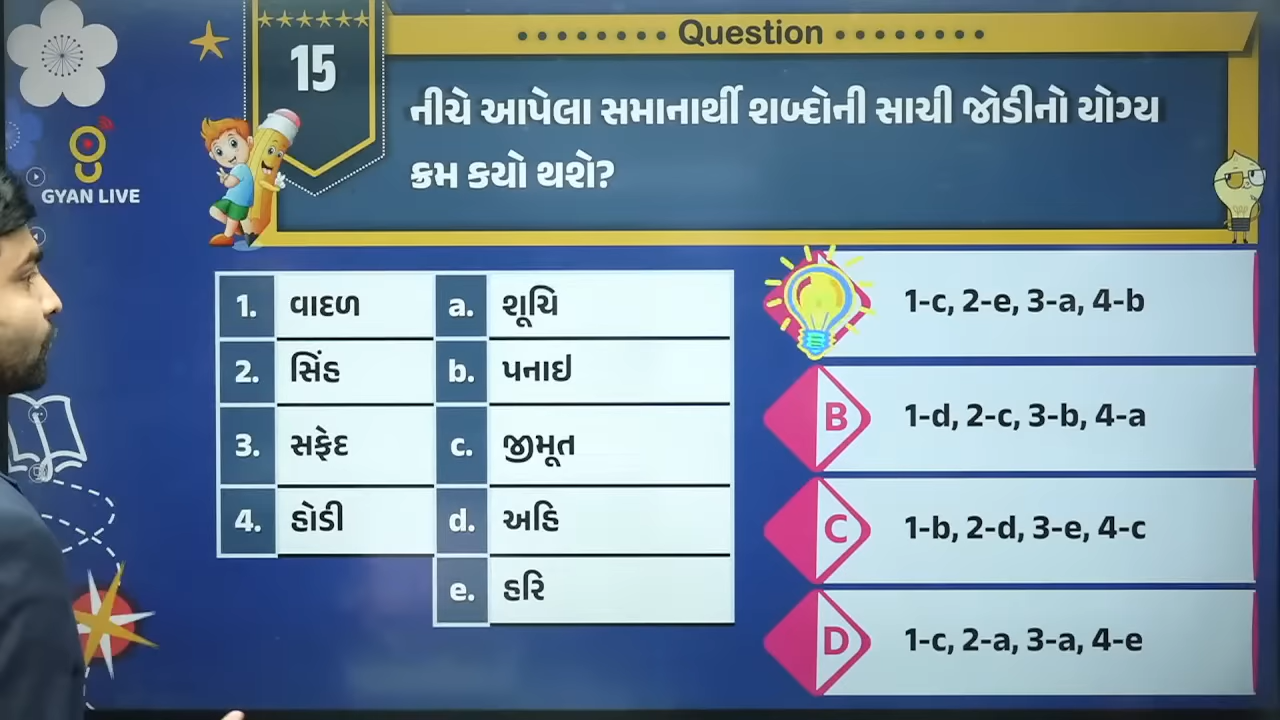 Question
15
નીચે આપેલા સમાનાર્થી શબ્દોની સાચી જોડીનો યોગ્ય
ક્રમ કયો થશે?
GYAN LIVE
1. વાદળ a. શૂચિ
2. સિંહ b. પનાઇ
3. સફેદ c. જીમૂત
4. હોડી d. અહિ
e. હરિ
1-c, 2-e, 3-a, 4-b
B 1-d, 2-c, 3-b, 4-a
C 1-b, 2-d, 3-e, 4-c
D 1-c, 2-a, 3-a, 4-e